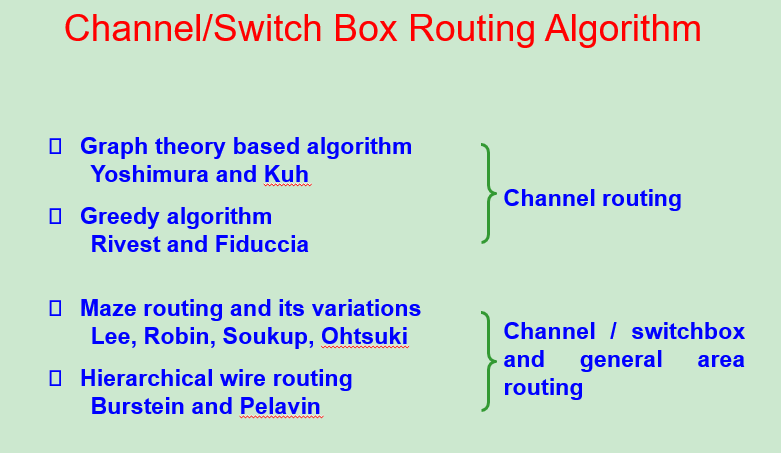 Channel/Switch Box Routing Algorithm
Graph theory based algorithm
Yoshimura and Kuh
Channel routing
Greedy algorithm
Rivest and Fiduccia
Maze routing and its variations
Lee, Robin, Soukup, Ohtsuki
Channel / switchbox
and general area
routing
Hierarchical wire routing
Burstein and Pelavin